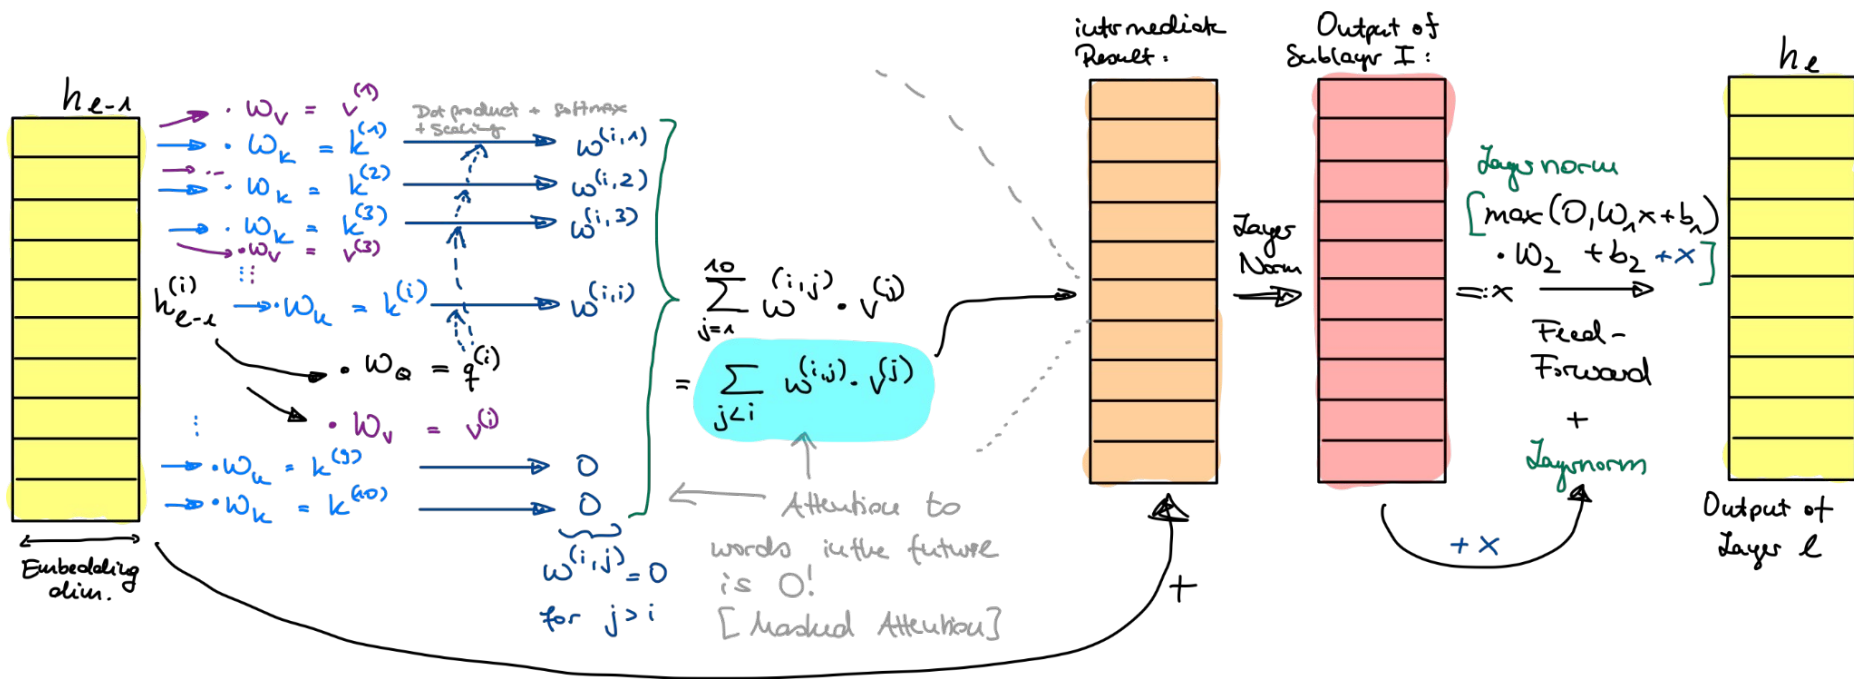 h_{l-1}
· W_V = v^{(1)}
· W_k = k^{(1)}
Dot product + softmax
+ scaling
w^{(i,1)}
...
· W_k = k^{(2)}
w^{(i,2)}
· W_k = k^{(3)}
w^{(i,3)}
· W_V = v^{(3)}
⋮
h_{l-1}^{(i)}
· W_k = k^{(i)}
w^{(i,i)}
· W_Q = q^{(i)}
· W_V = v^{(i)}
⋮
· W_k = k^{(9)}
0
· W_k = k^{(10)}
0
w^{(i,j)} = 0
for j > i
Embedding
dim.
∑_{j=1}^{10} w^{(i,j)} · v^{(j)}
= ∑_{j<i} w^{(i,j)} · v^{(j)}
Attention to
words in the future
is 0!
[Masked Attention]
+
intermediate
Result:
Layer
Norm
Output of
Sublayer I:
=: x
Layernorm
[max(0, W_1 x + b_1)
· W_2 + b_2 + x]
Feed-
Forward
+
Layernorm
+ x
h_l
Output of
Layer l